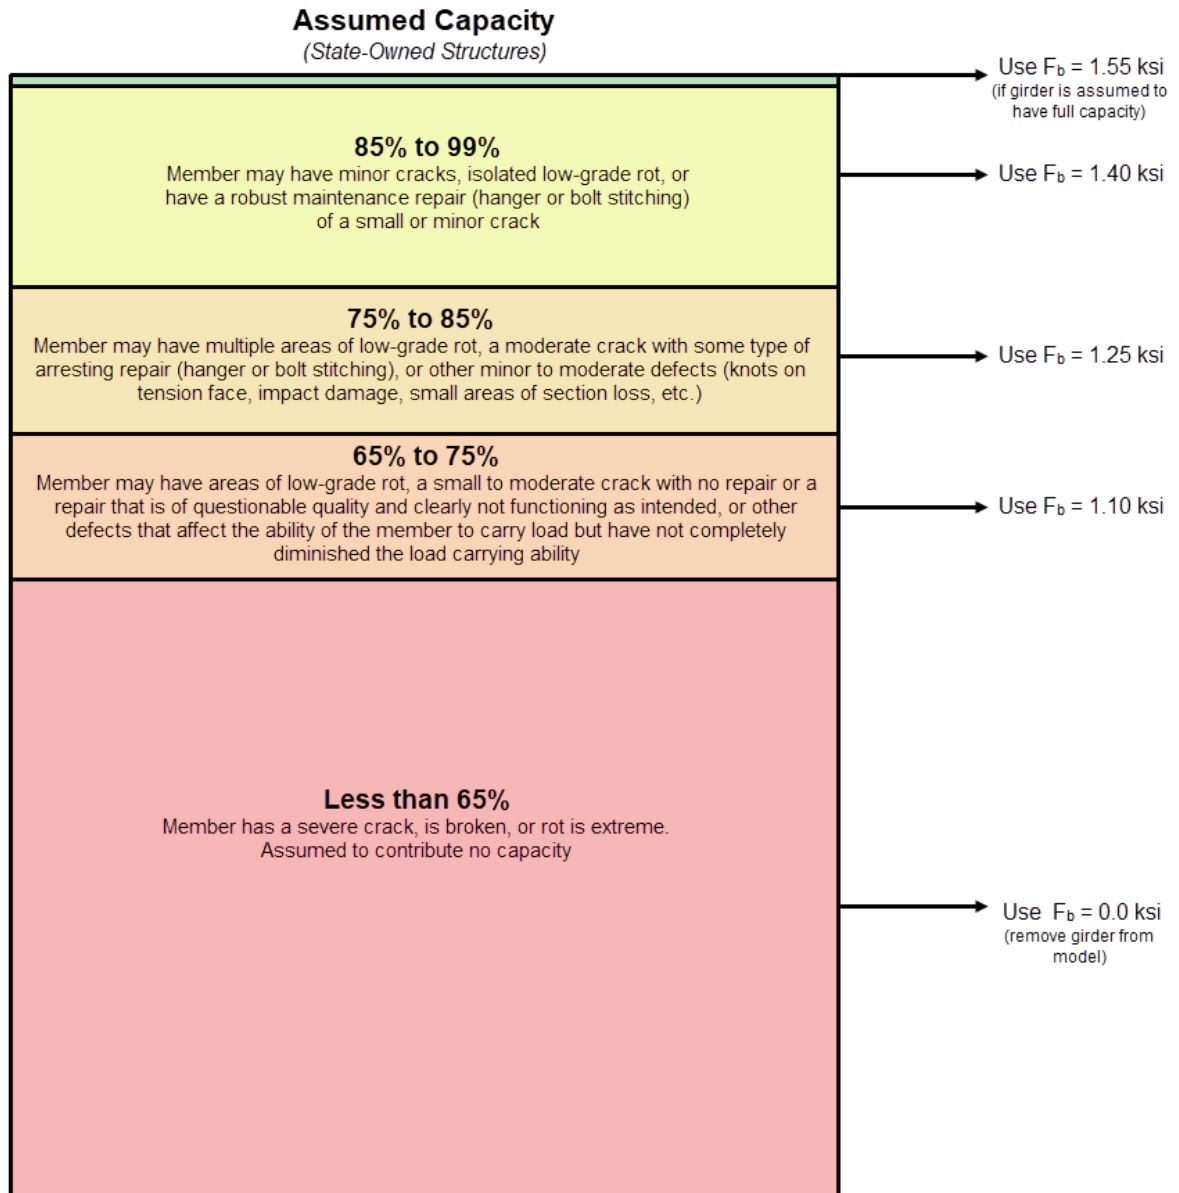 Assumed Capacity
(State-Owned Structures)
Use Fb = 1.55 ksi
(if girder is assumed to
have full capacity)
85% to 99%
Member may have minor cracks, isolated low-grade rot, or
have a robust maintenance repair (hanger or bolt stitching)
of a small or minor crack
Use Fb = 1.40 ksi
75% to 85%
Member may have multiple areas of low-grade rot, a moderate crack with some type of
arresting repair (hanger or bolt stitching), or other minor to moderate defects (knots on
tension face, impact damage, small areas of section loss, etc.)
Use Fb = 1.25 ksi
65% to 75%
Member may have areas of low-grade rot, a small to moderate crack with no repair or a
repair that is of questionable quality and clearly not functioning as intended, or other
defects that affect the ability of the member to carry load but have not completely
diminished the load carrying ability
Use Fb = 1.10 ksi
Less than 65%
Member has a severe crack, is broken, or rot is extreme.
Assumed to contribute no capacity
Use Fb = 0.0 ksi
(remove girder from
model)